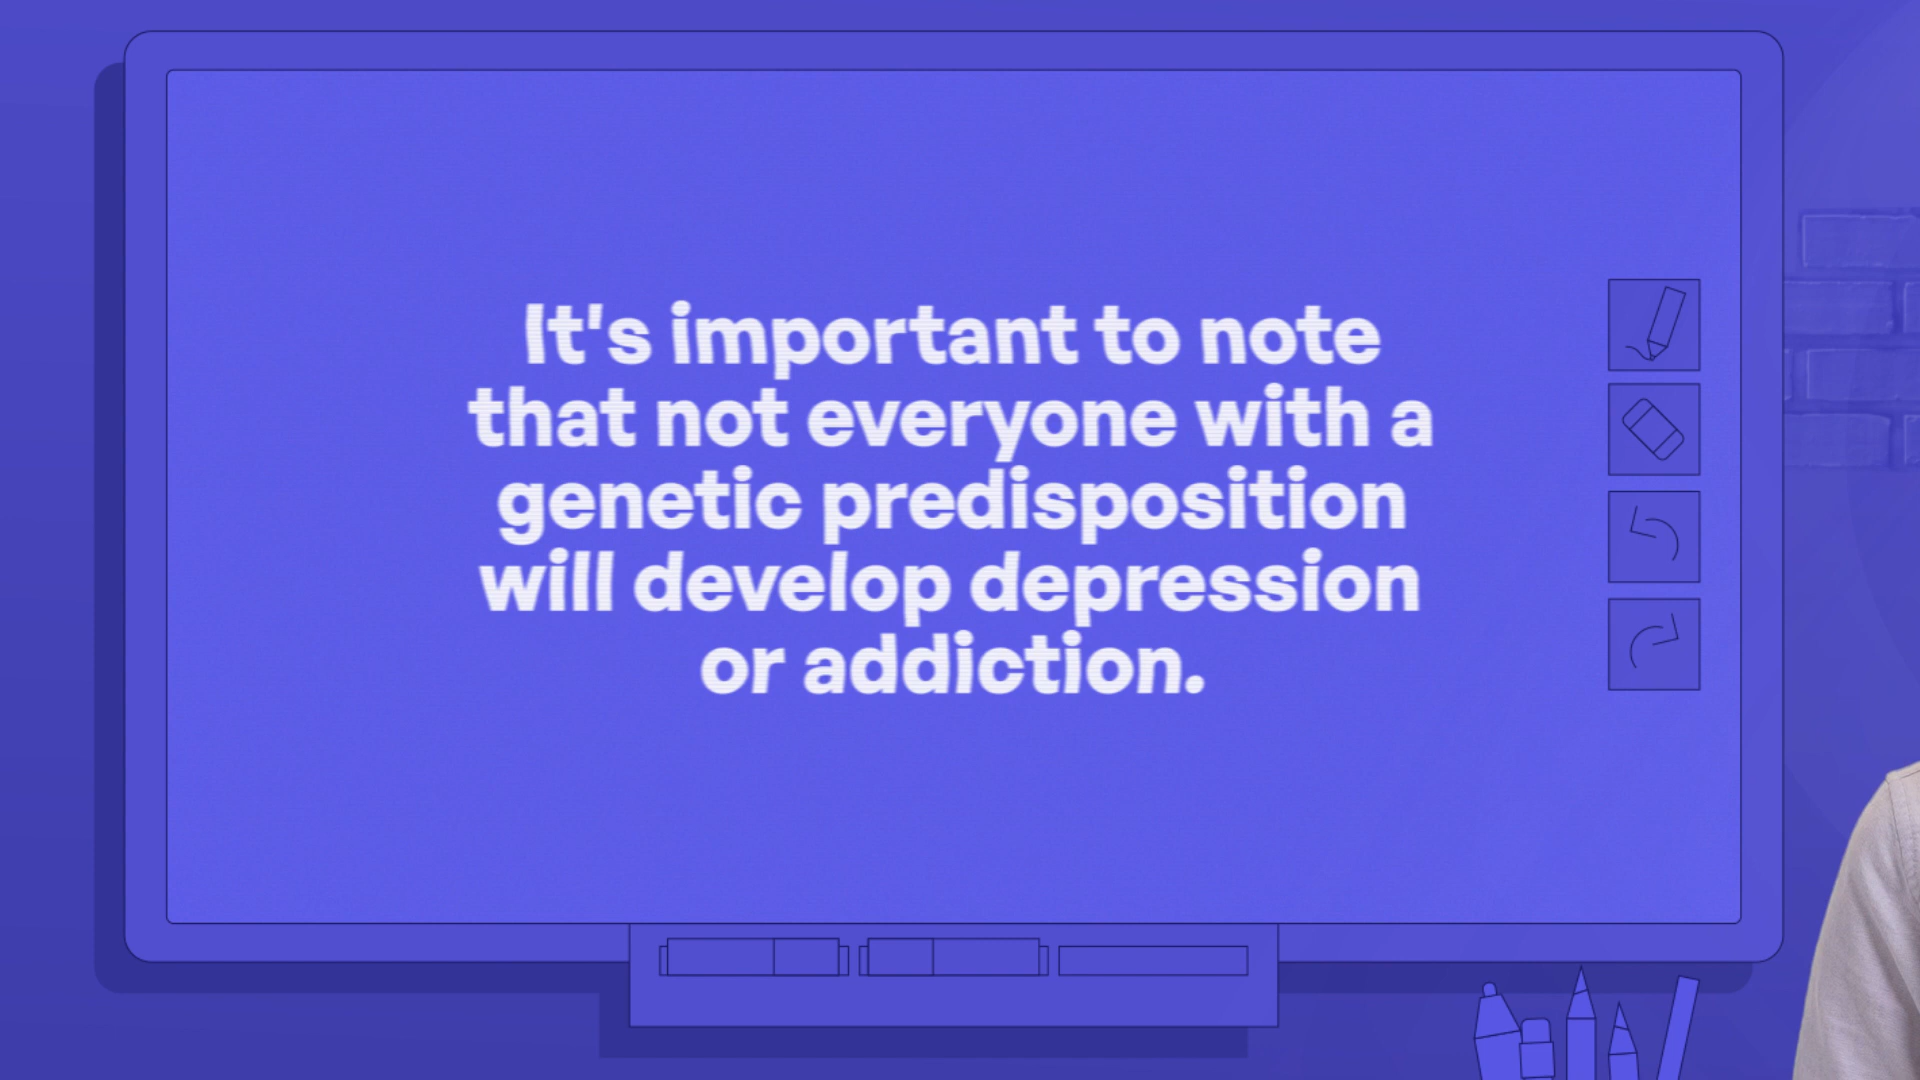 It's important to note
that not everyone with a
genetic predisposition
will develop depression
or addiction.